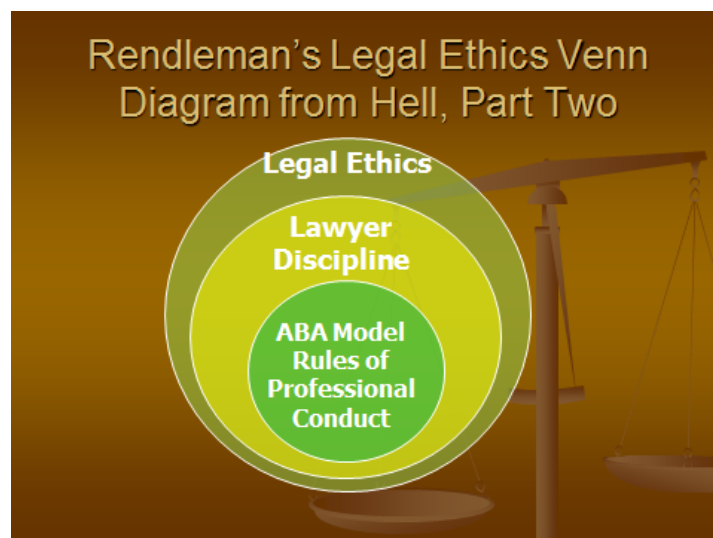 Rendleman’s Legal Ethics Venn
Diagram from Hell, Part Two
Legal Ethics
Lawyer
Discipline
ABA Model
Rules of
Professional
Conduct